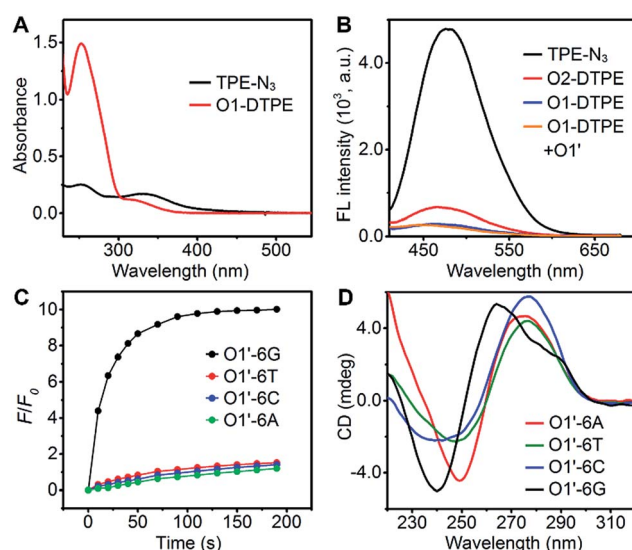 A
Absorbance
1.5
1.0
0.5
0.0
TPE-N₃
O1-DTPE
300 400 500
Wavelength (nm)
B
FL intensity (10³, a.u.)
4.0
2.0
0.0
TPE-N₃
O2-DTPE
O1-DTPE
O1-DTPE
+O1'
450 550 650
Wavelength (nm)
C
F/F₀
10
8
6
4
2
0
O1'-6G
O1'-6T
O1'-6C
O1'-6A
0 50 100 150 200
Time (s)
D
CD (mdeg)
4.0
0.0
-4.0
O1'-6A
O1'-6T
O1'-6C
O1'-6G
220 250 270 290 310
Wavelength (nm)